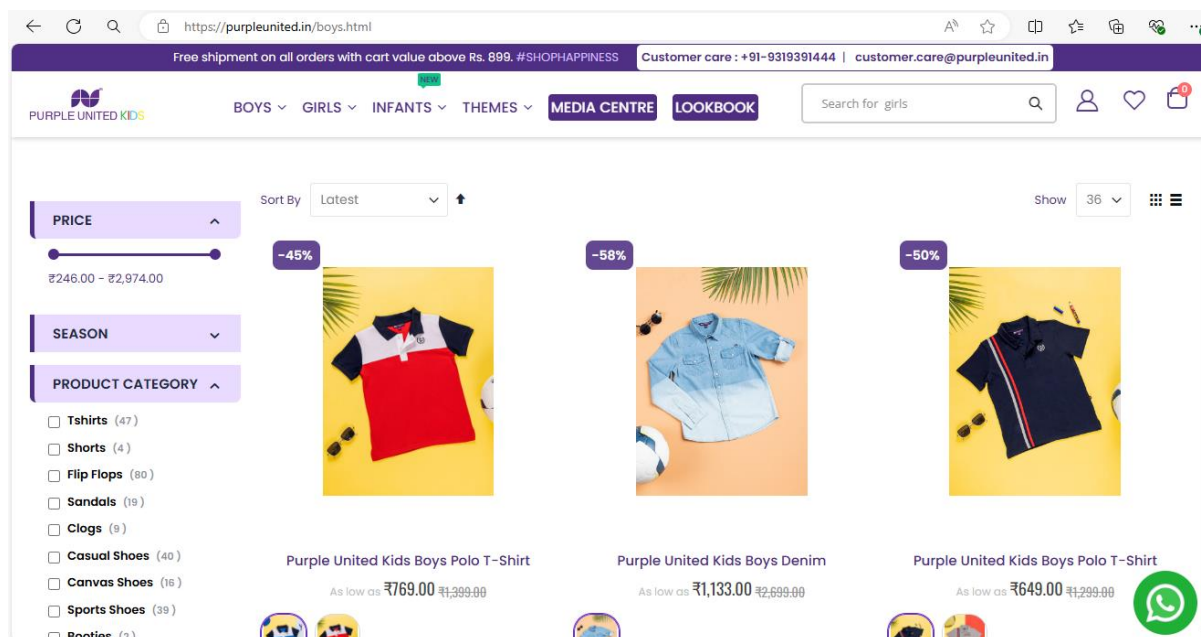 https://purpleunited.in/boys.html
Free shipment on all orders with cart value above Rs. 899. #SHOPHAPPINESS Customer care : +91-9319391444 | customer.care@purpleunited.in
NEW
PURPLE UNITED KIDS
BOYS GIRLS INFANTS THEMES MEDIA CENTRE LOOKBOOK Search for girls 0
Sort By Latest Show 36
PRICE
₹246.00 - ₹2,974.00
SEASON
PRODUCT CATEGORY
Tshirts (47)
Shorts (4)
Flip Flops (80)
Sandals (19)
Clogs (9)
Casual Shoes (40)
Canvas Shoes (16)
Sports Shoes (39)
Booties (2)
-45%
Purple United Kids Boys Polo T-Shirt
As low as ₹769.00 ₹1,399.00
-58%
Purple United Kids Boys Denim
As low as ₹1,133.00 ₹2,699.00
-50%
Purple United Kids Boys Polo T-Shirt
As low as ₹649.00 ₹1,299.00